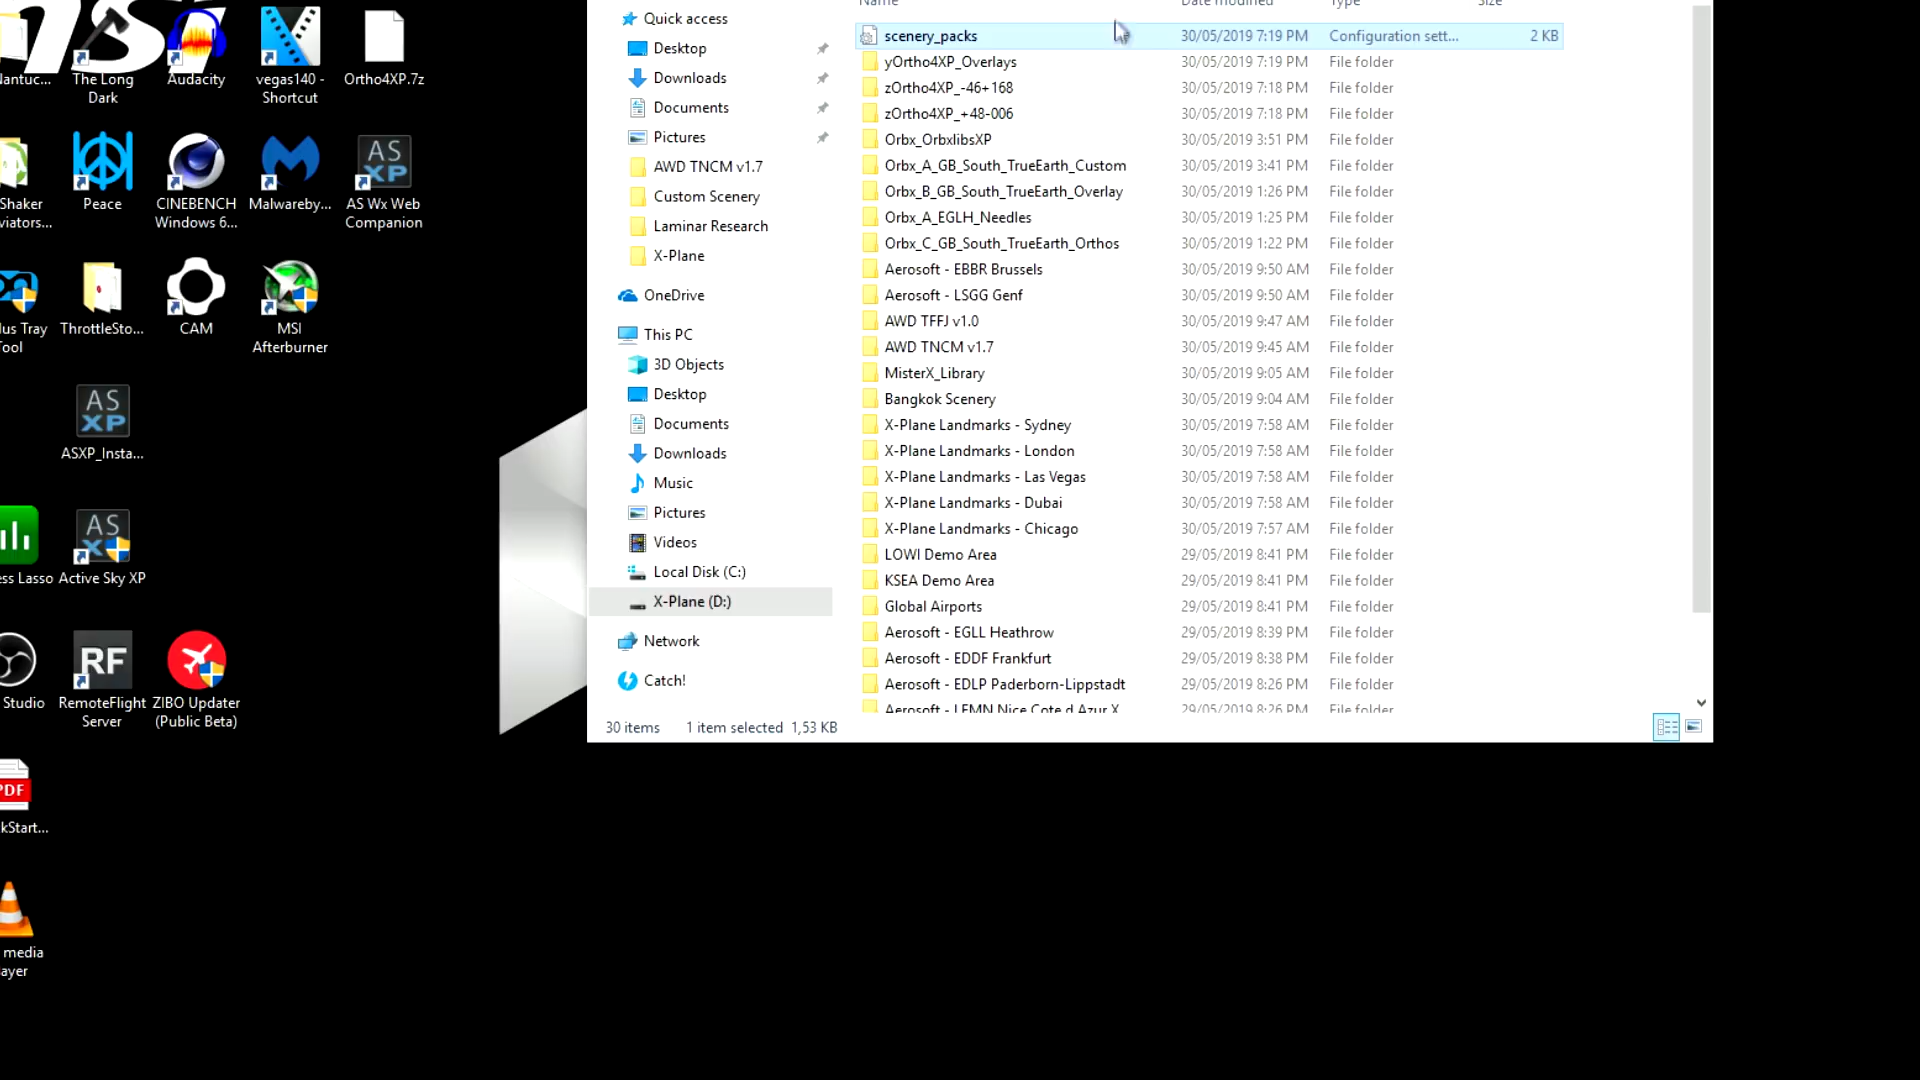 antuc...
The Long
Dark
Audacity
vegas140 -
Shortcut
Ortho4XP.7z
Shaker
viators...
Peace
CINEBENCH
Windows 6...
Malwareby...
AS
XP
AS Wx Web
Companion
lus Tray
Tool
ThrottleSto...
CAM
MSI
Afterburner
AS
XP
ASXP_Insta...
ess Lasso
AS
X
Active Sky XP
Studio
RF
RemoteFlight
Server
ZIBO Updater
(Public Beta)
PDF
kStart...
media
ayer
Quick access
Desktop
Downloads
Documents
Pictures
AWD TNCM v1.7
Custom Scenery
Laminar Research
X-Plane
OneDrive
This PC
3D Objects
Desktop
Documents
Downloads
Music
Pictures
Videos
Local Disk (C:)
X-Plane (D:)
Network
Catch!
Name Date modified Type Size
scenery_packs 30/05/2019 7:19 PM Configuration sett... 2 KB
yOrtho4XP_Overlays 30/05/2019 7:19 PM File folder
zOrtho4XP_-46+168 30/05/2019 7:18 PM File folder
zOrtho4XP_+48-006 30/05/2019 7:18 PM File folder
Orbx_OrbxlibsXP 30/05/2019 3:51 PM File folder
Orbx_A_GB_South_TrueEarth_Custom 30/05/2019 3:41 PM File folder
Orbx_B_GB_South_TrueEarth_Overlay 30/05/2019 1:26 PM File folder
Orbx_A_EGLH_Needles 30/05/2019 1:25 PM File folder
Orbx_C_GB_South_TrueEarth_Orthos 30/05/2019 1:22 PM File folder
Aerosoft - EBBR Brussels 30/05/2019 9:50 AM File folder
Aerosoft - LSGG Genf 30/05/2019 9:50 AM File folder
AWD TFFJ v1.0 30/05/2019 9:47 AM File folder
AWD TNCM v1.7 30/05/2019 9:45 AM File folder
MisterX_Library 30/05/2019 9:05 AM File folder
Bangkok Scenery 30/05/2019 9:04 AM File folder
X-Plane Landmarks - Sydney 30/05/2019 7:58 AM File folder
X-Plane Landmarks - London 30/05/2019 7:58 AM File folder
X-Plane Landmarks - Las Vegas 30/05/2019 7:58 AM File folder
X-Plane Landmarks - Dubai 30/05/2019 7:58 AM File folder
X-Plane Landmarks - Chicago 30/05/2019 7:57 AM File folder
LOWI Demo Area 29/05/2019 8:41 PM File folder
KSEA Demo Area 29/05/2019 8:41 PM File folder
Global Airports 29/05/2019 8:41 PM File folder
Aerosoft - EGLL Heathrow 29/05/2019 8:39 PM File folder
Aerosoft - EDDF Frankfurt 29/05/2019 8:38 PM File folder
Aerosoft - EDLP Paderborn-Lippstadt 29/05/2019 8:26 PM File folder
Aerosoft - LFMN Nice Cote d Azur X 29/05/2019 8:26 PM File folder
30 items 1 item selected 1,53 KB